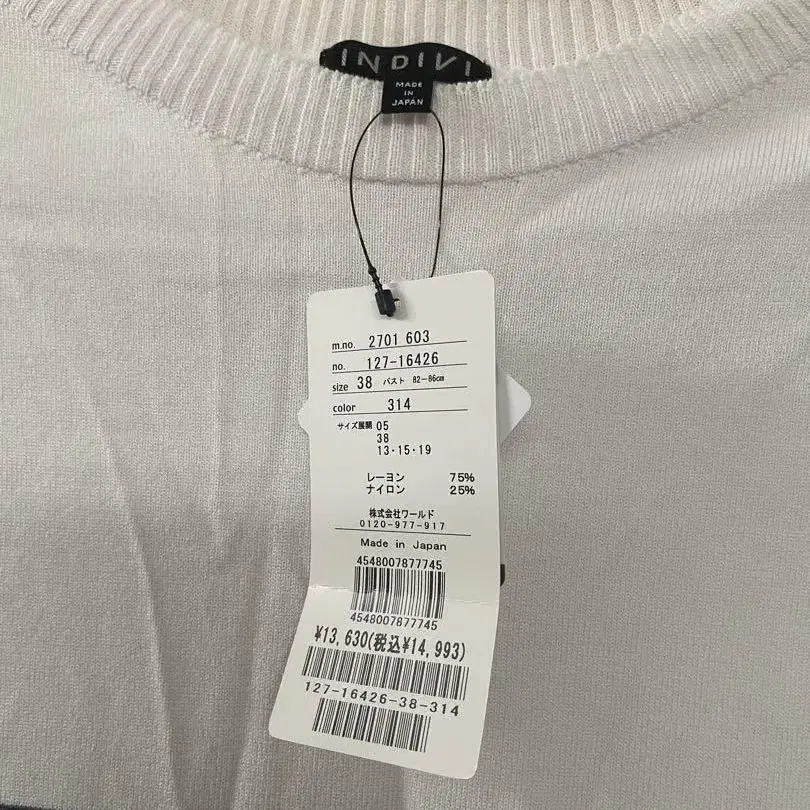 INDIVI
MADE
IN
JAPAN
m.no. 2701 603
no. 127-16426
size 38 バスト 82-86cm
color 314
サイズ展開 05
38
13・15・19
レーヨン 75%
ナイロン 25%
株式会社ワールド
0120-977-917
Made in Japan
4548007877745
4548007877745
¥13,630(税込¥14,993)
127-16426-38-314